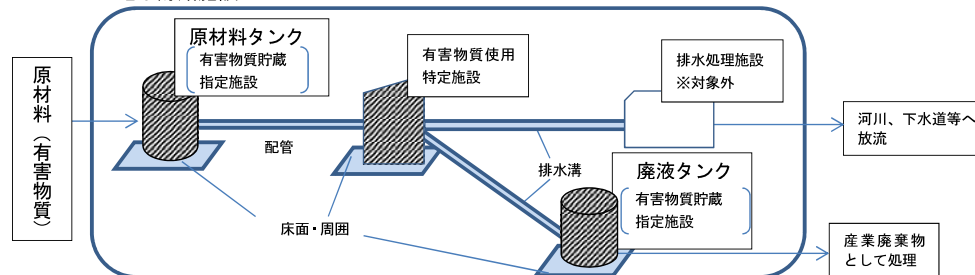 原材料（有害物質）
原材料タンク
有害物質貯蔵
指定施設
有害物質使用
特定施設
排水処理施設
※対象外
河川、下水道等へ
放流
配管
排水溝
廃液タンク
有害物質貯蔵
指定施設
床面・周囲
産業廃棄物
として処理